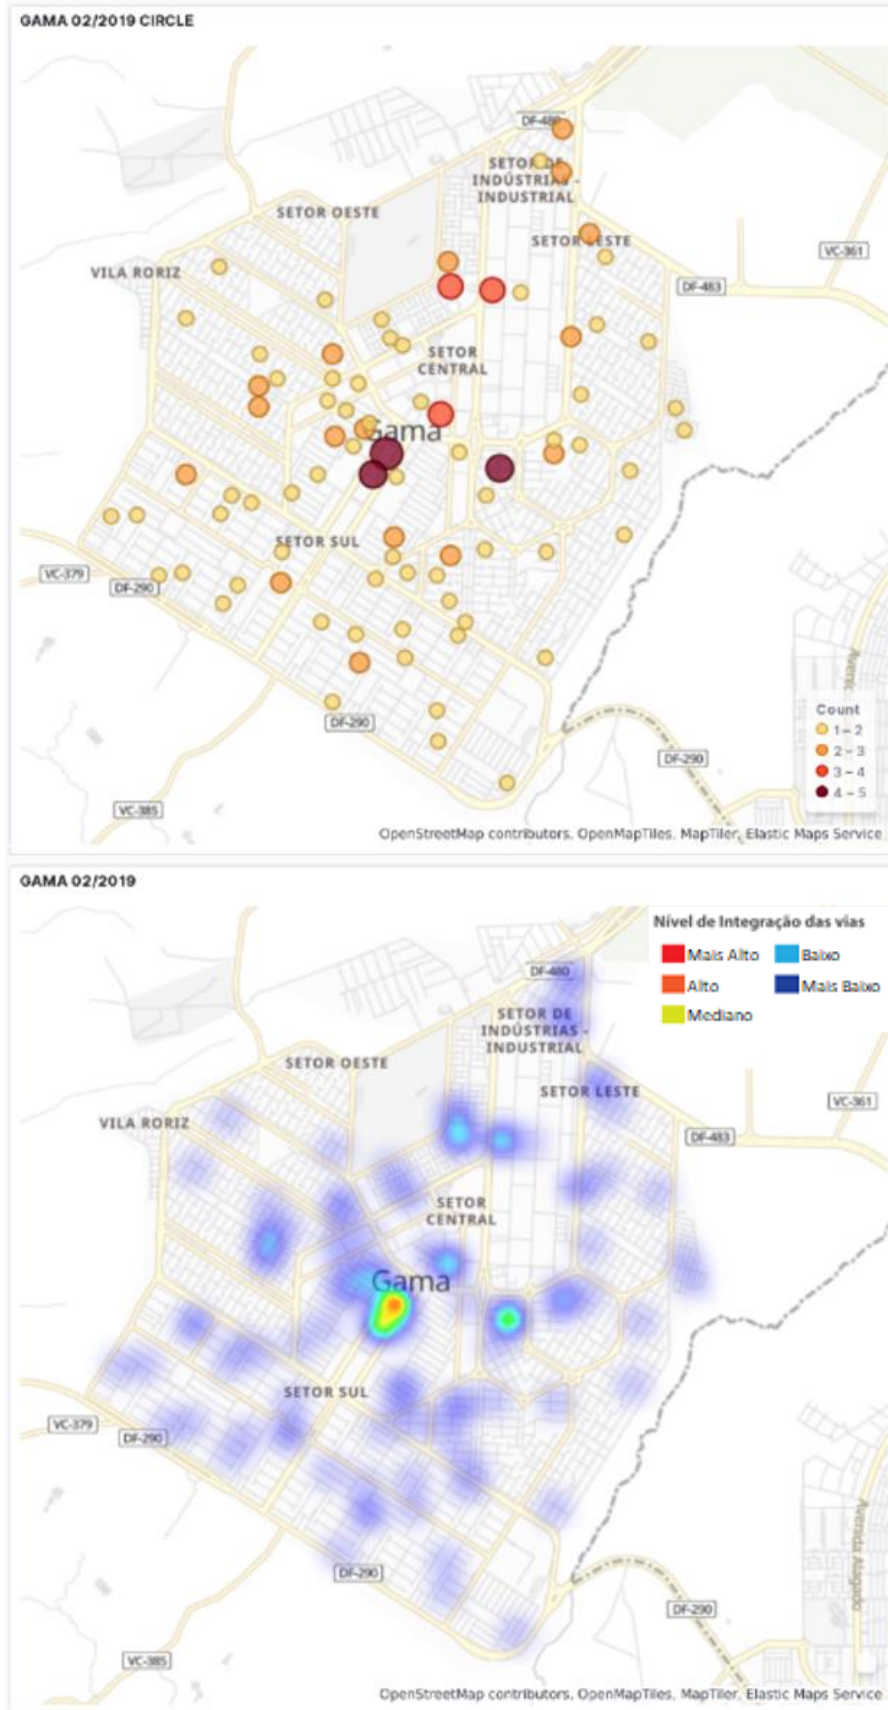 GAMA 02/2019 CIRCLE
DF-480
SETOR DE
INDÚSTRIAS -
INDUSTRIAL
SETOR OESTE
SETOR LESTE
VC-361
VILA RORIZ
DF-483
SETOR
CENTRAL
Gama
SETOR SUL
VC-379
DF-290
Count
1 – 2
2 – 3
3 – 4
4 – 5
DF-290
DF-290
VC-385
OpenStreetMap contributors, OpenMapTiles, MapTiler, Elastic Maps Service
GAMA 02/2019
Nível de Integração das vias
Mais Alto
Baixo
Alto
Mais Baixo
Mediano
DF-480
SETOR DE
INDÚSTRIAS -
INDUSTRIAL
SETOR OESTE
SETOR LESTE
VC-361
VILA RORIZ
DF-483
SETOR
CENTRAL
Gama
SETOR SUL
VC-379
DF-290
Avenida Alagado
DF-290
DF-290
VC-385
OpenStreetMap contributors, OpenMapTiles, MapTiler, Elastic Maps Service